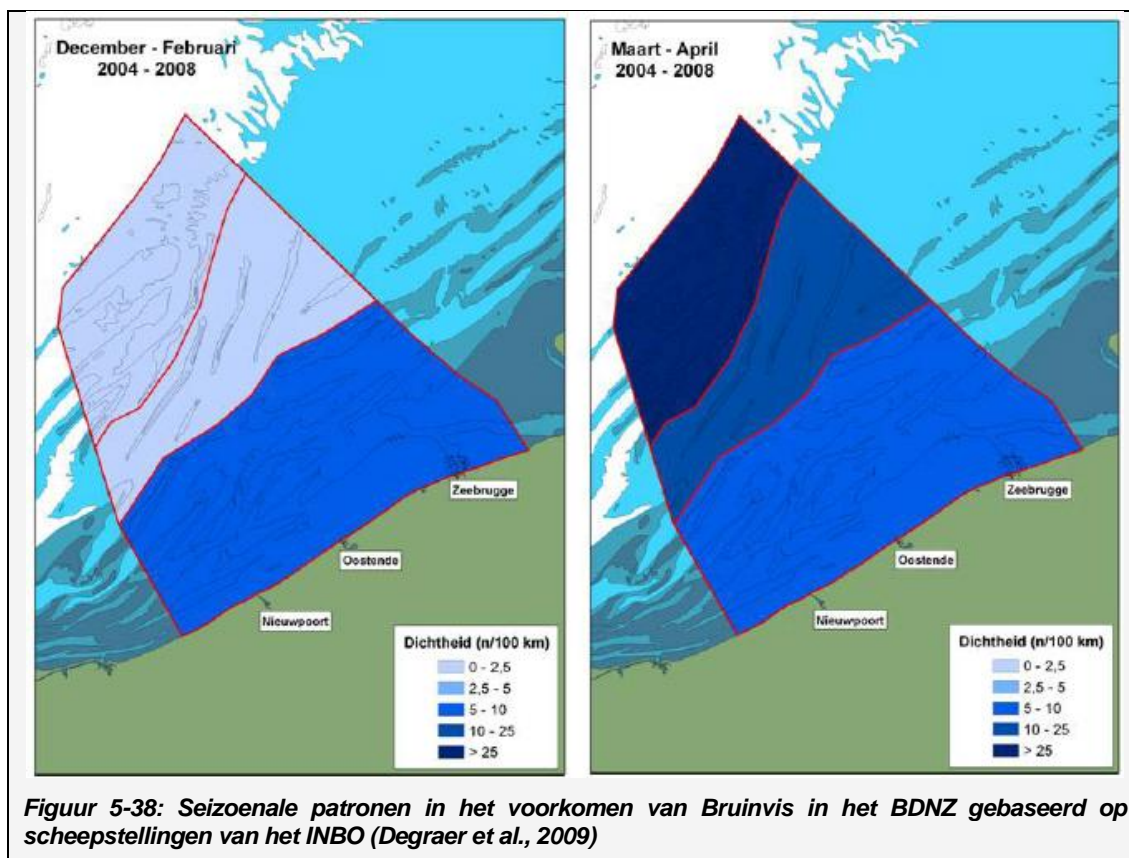 December - Februari
2004 - 2008
Zeebrugge
Oostende
Nieuwpoort
Dichtheid (n/100 km)
0 - 2,5
2,5 - 5
5 - 10
10 - 25
> 25
Maart - April
2004 - 2008
Zeebrugge
Oostende
Nieuwpoort
Dichtheid (n/100 km)
0 - 2,5
2,5 - 5
5 - 10
10 - 25
> 25
Figuur 5-38: Seizoenale patronen in het voorkomen van Bruinvis in het BDNZ gebaseerd op
scheepstellingen van het INBO (Degraer et al., 2009)